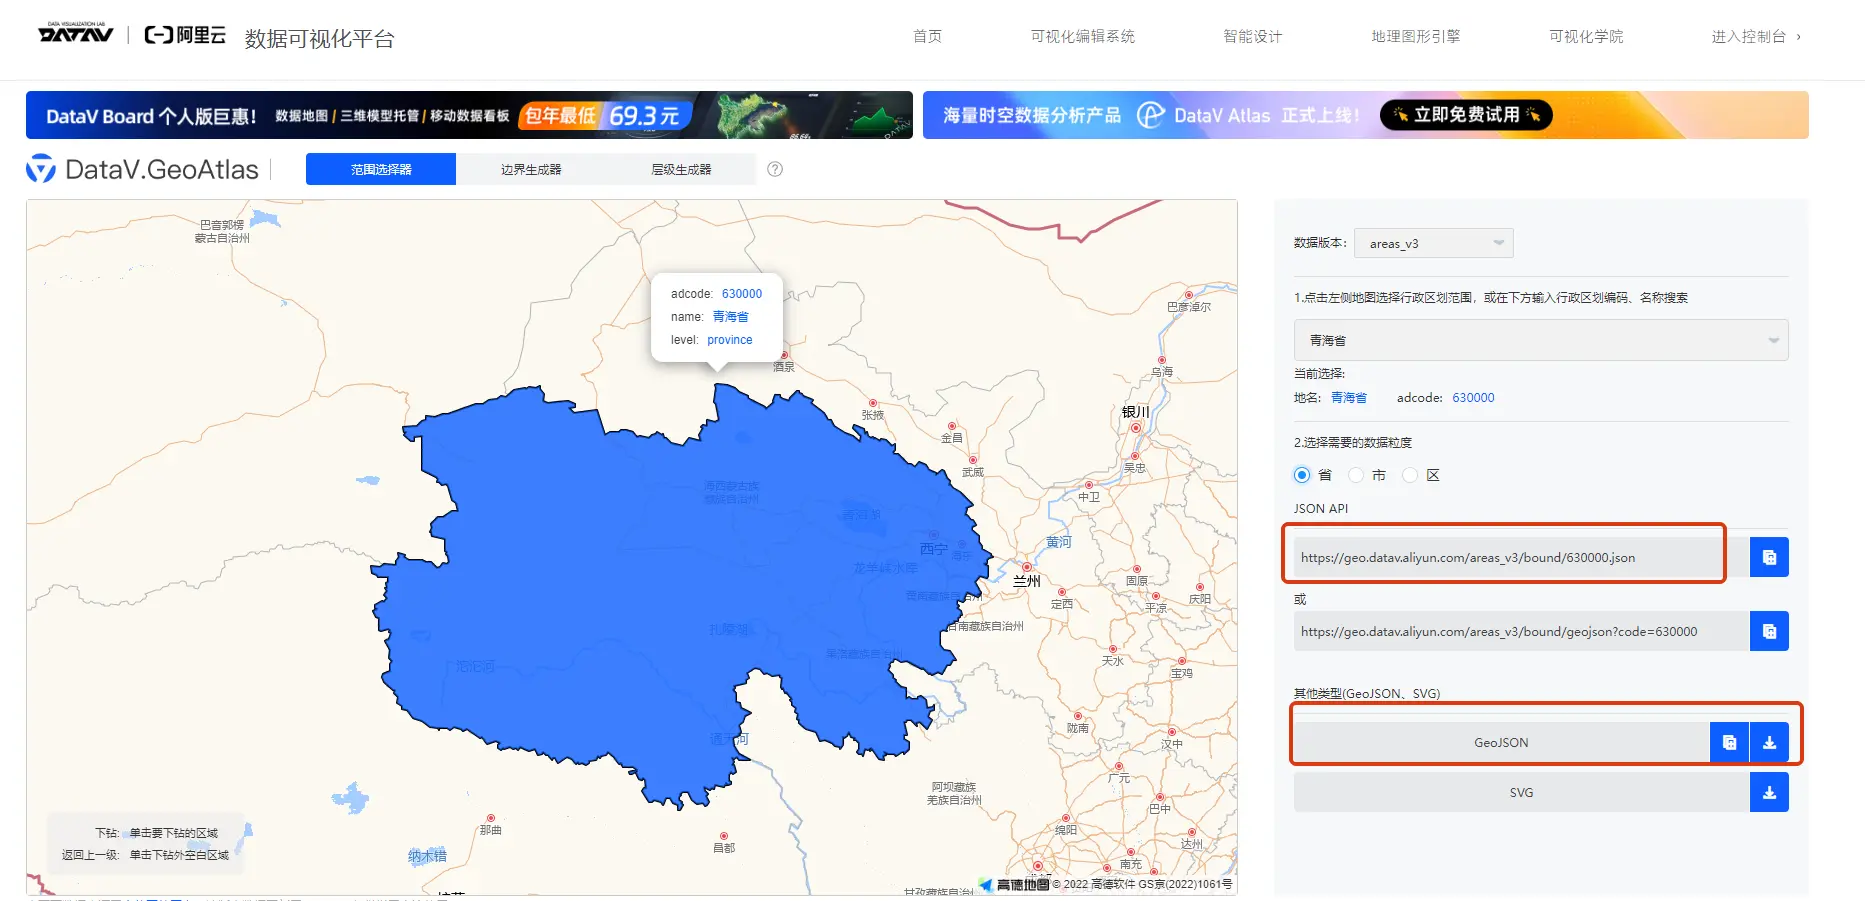 DATA VISUALIZATION LAB
DATAV
阿里云
数据可视化平台
首页
可视化编辑系统
智能设计
地理图形引擎
可视化学院
进入控制台 ›
DataV Board 个人版巨惠！ 数据地图 / 三维模型托管 / 移动数据看板 包年最低 69.3元
海量时空数据分析产品 DataV Atlas 正式上线！ 立即免费试用
DataV.GeoAtlas
范围选择器
边界生成器
层级生成器
?
巴音郭楞
蒙古自治州
adcode: 630000
name: 青海省
level: province
酒泉
张掖
金昌
武威
巴彦淖尔
乌海
银川
吴忠
中卫
海西蒙古族
藏族自治州
青海湖
西宁
海东
黄河
龙羊峡水库
兰州
固原
庆阳
定西
平凉
黄南藏族自治州
甘南藏族自治州
扎陵湖
果洛藏族自治州
沱沱河
天水
宝鸡
陇南
汉中
通天河
广元
阿坝藏族
羌族自治州
巴中
绵阳
达州
那曲
昌都
纳木错
南充
甘孜藏族自治州
下钻: 单击要下钻的区域
返回上一级: 单击下钻外空白区域
高德地图 © 2022 高德软件 GS京(2022)1061号
数据版本: areas_v3
1.点击左侧地图选择行政区划范围，或在下方输入行政区划编码、名称搜索
青海省
当前选择:
地名: 青海省 adcode: 630000
2.选择需要的数据粒度
省 市 区
JSON API
https://geo.datav.aliyun.com/areas_v3/bound/630000.json
或
https://geo.datav.aliyun.com/areas_v3/bound/geojson?code=630000
其他类型(GeoJSON、SVG)
GeoJSON
SVG